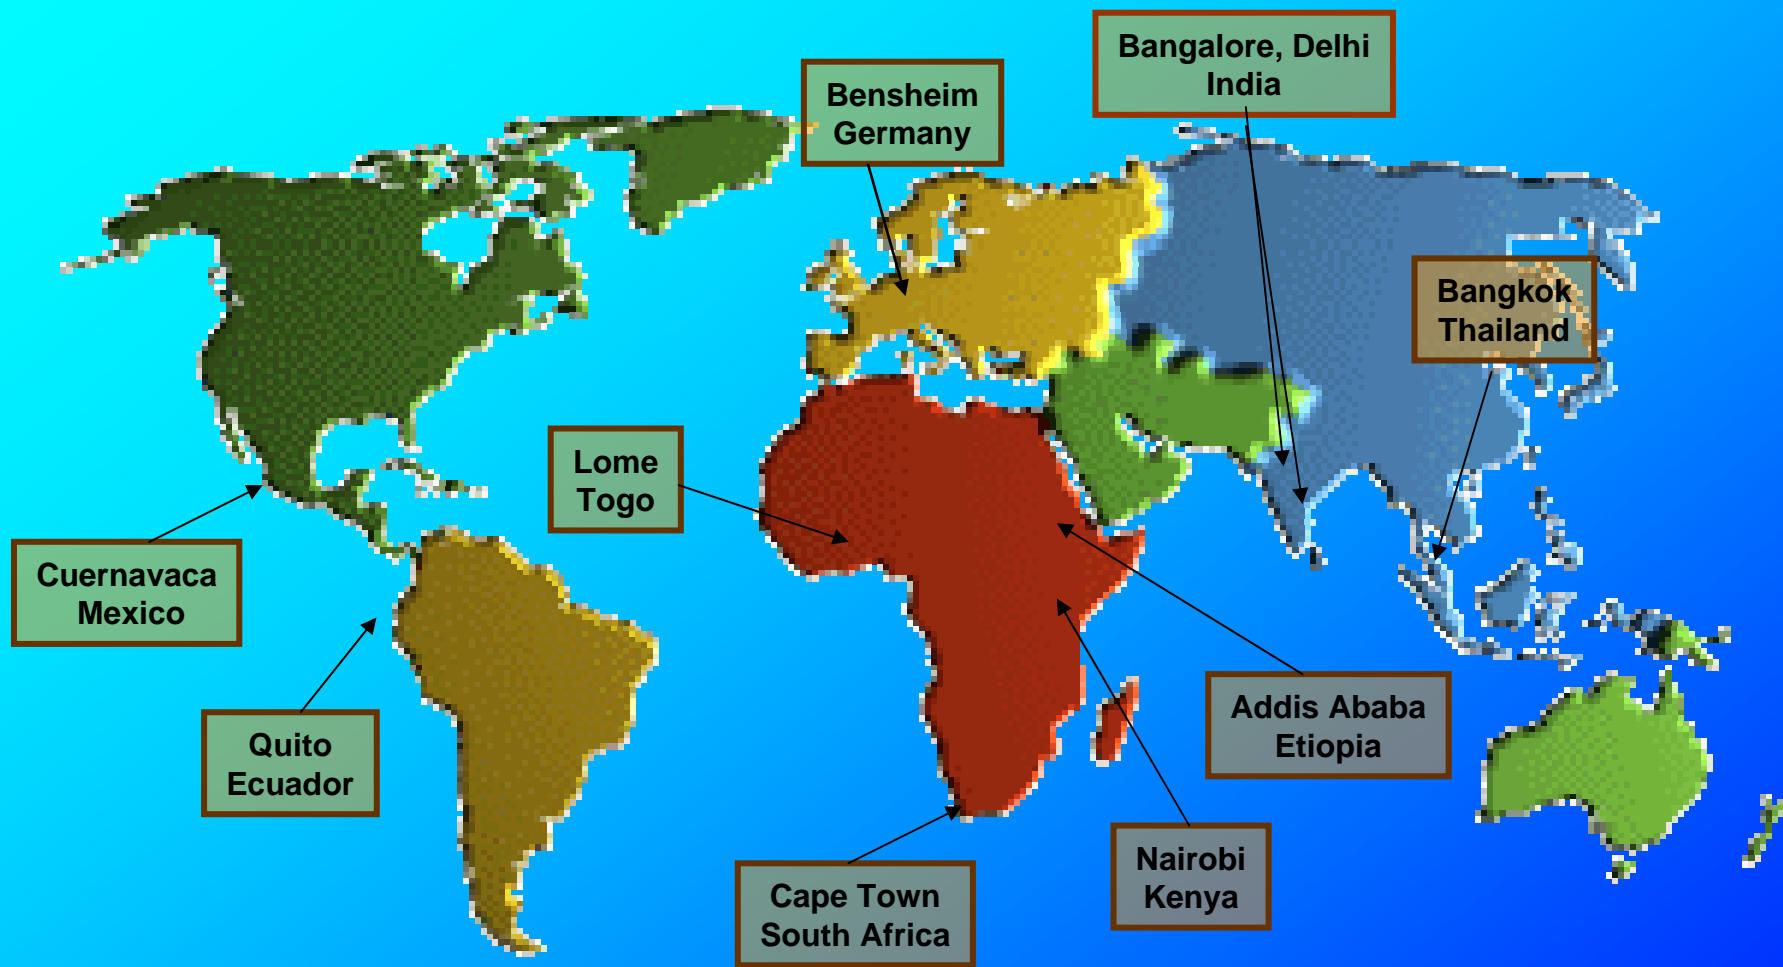 Bangalore, Delhi
India
Bensheim
Germany
Bangkok
Thailand
Lome
Togo
Cuernavaca
Mexico
Addis Ababa
Etiopia
Quito
Ecuador
Nairobi
Kenya
Cape Town
South Africa